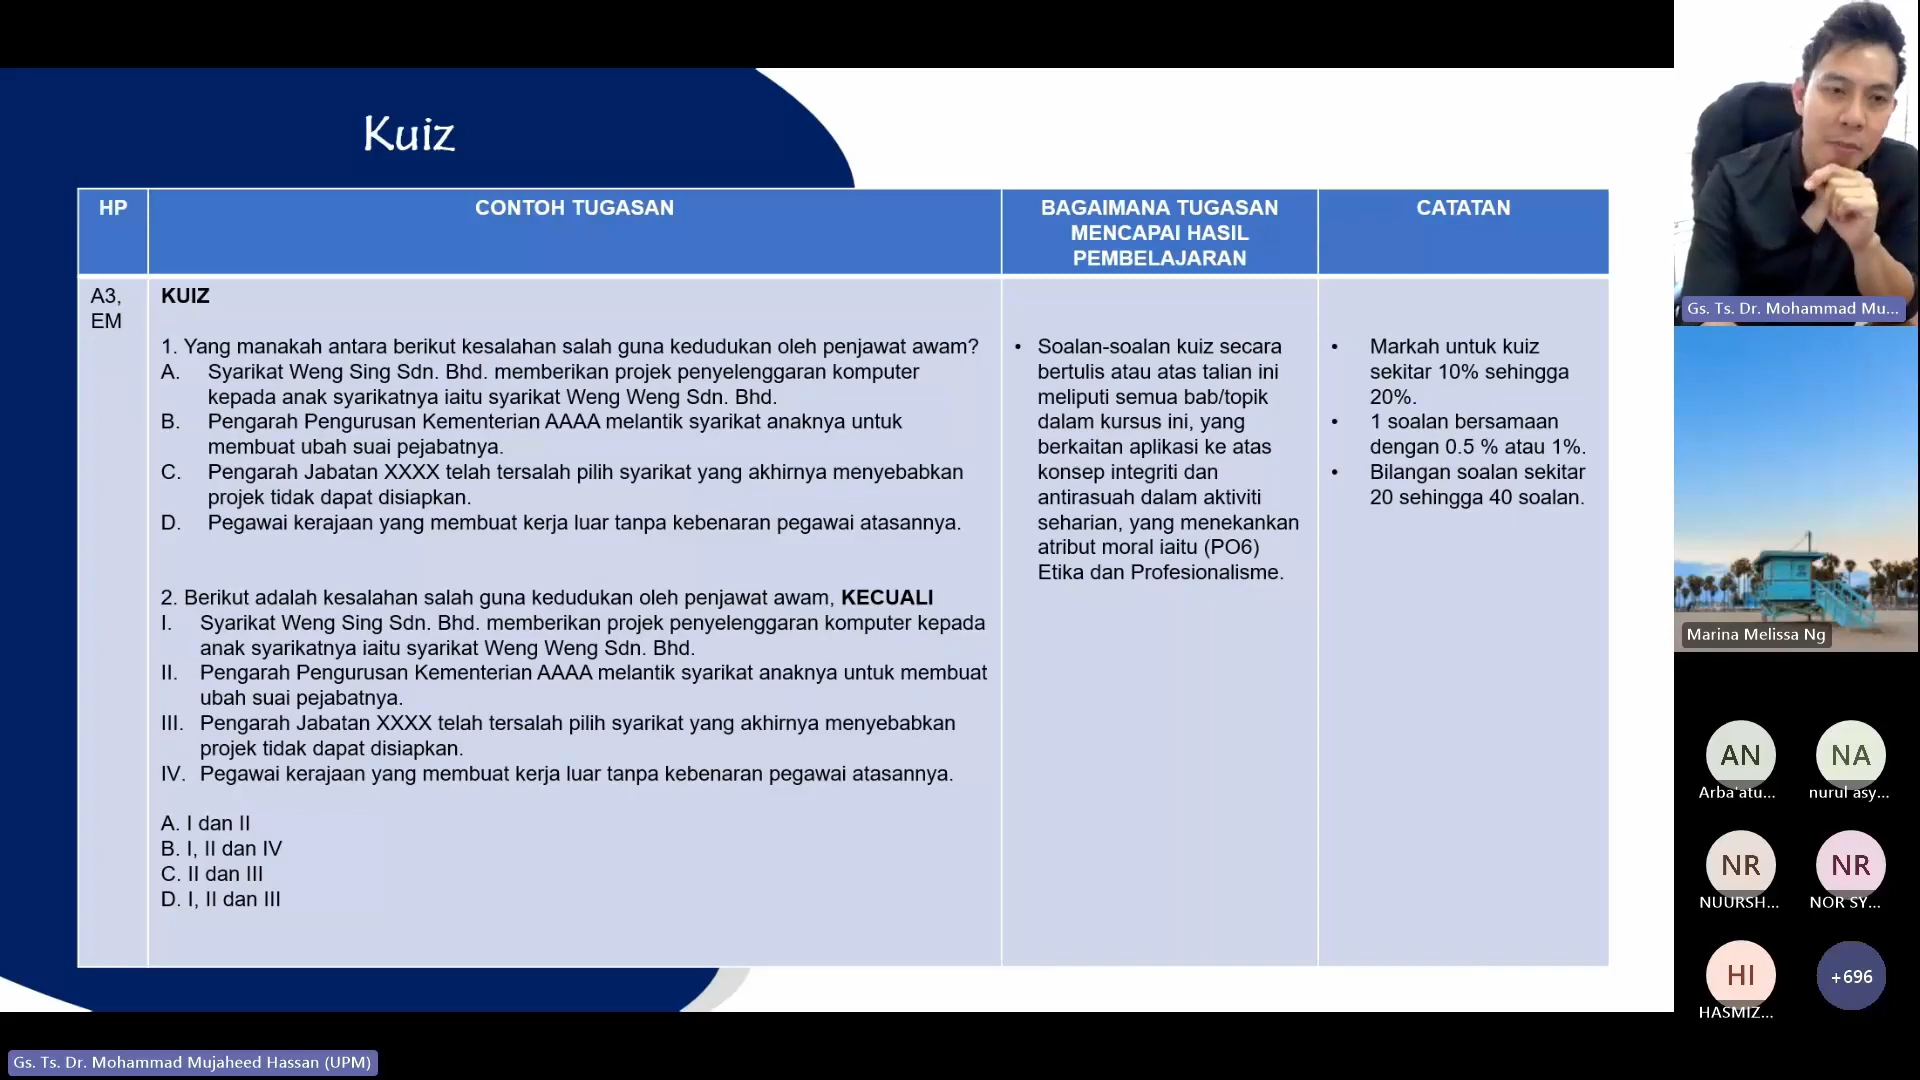 Kuiz
HP
CONTOH TUGASAN
BAGAIMANA TUGASAN
MENCAPAI HASIL
PEMBELAJARAN
CATATAN
A3,
EM
KUIZ
1. Yang manakah antara berikut kesalahan salah guna kedudukan oleh penjawat awam?
A. Syarikat Weng Sing Sdn. Bhd. memberikan projek penyelenggaran komputer
kepada anak syarikatnya iaitu syarikat Weng Weng Sdn. Bhd.
B. Pengarah Pengurusan Kementerian AAAA melantik syarikat anaknya untuk
membuat ubah suai pejabatnya.
C. Pengarah Jabatan XXXX telah tersalah pilih syarikat yang akhirnya menyebabkan
projek tidak dapat disiapkan.
D. Pegawai kerajaan yang membuat kerja luar tanpa kebenaran pegawai atasannya.
2. Berikut adalah kesalahan salah guna kedudukan oleh penjawat awam, KECUALI
I. Syarikat Weng Sing Sdn. Bhd. memberikan projek penyelenggaran komputer kepada
anak syarikatnya iaitu syarikat Weng Weng Sdn. Bhd.
II. Pengarah Pengurusan Kementerian AAAA melantik syarikat anaknya untuk membuat
ubah suai pejabatnya.
III. Pengarah Jabatan XXXX telah tersalah pilih syarikat yang akhirnya menyebabkan
projek tidak dapat disiapkan.
IV. Pegawai kerajaan yang membuat kerja luar tanpa kebenaran pegawai atasannya.
A. I dan II
B. I, II dan IV
C. II dan III
D. I, II dan III
• Soalan-soalan kuiz secara
bertulis atau atas talian ini
meliputi semua bab/topik
dalam kursus ini, yang
berkaitan aplikasi ke atas
konsep integriti dan
antirasuah dalam aktiviti
seharian, yang menekankan
atribut moral iaitu (PO6)
Etika dan Profesionalisme.
• Markah untuk kuiz
sekitar 10% sehingga
20%.
• 1 soalan bersamaan
dengan 0.5 % atau 1%.
• Bilangan soalan sekitar
20 sehingga 40 soalan.
Gs. Ts. Dr. Mohammad Mu...
Marina Melissa Ng
AN
Arba'atu...
NA
nurul asy...
NR
NUURSH...
NR
NOR SY...
HI
HASMIZ...
+696
Gs. Ts. Dr. Mohammad Mujaheed Hassan (UPM)